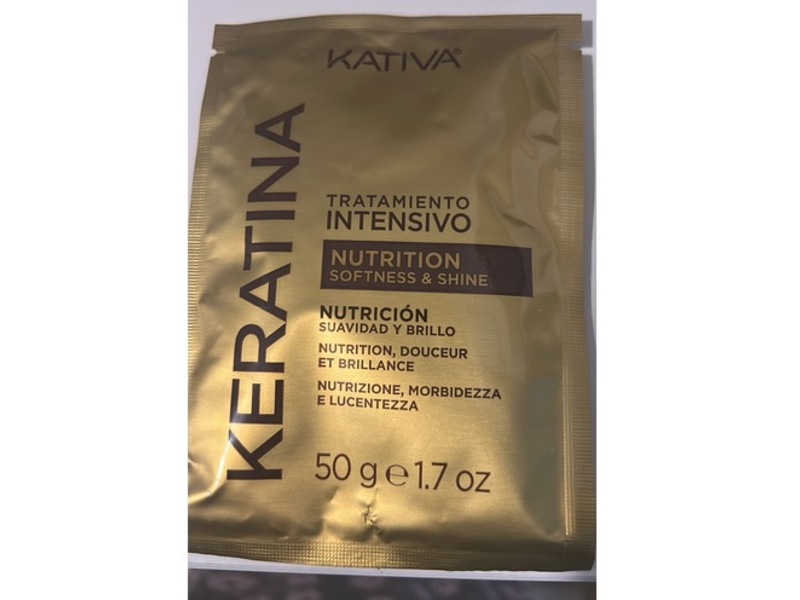 KATIVA®
KERATINA
TRATAMIENTO
INTENSIVO
NUTRITION
SOFTNESS & SHINE
NUTRICIÓN
SUAVIDAD Y BRILLO
NUTRITION, DOUCEUR
ET BRILLANCE
NUTRIZIONE, MORBIDEZZA
E LUCENTEZZA
50 g ℮ 1.7 oz